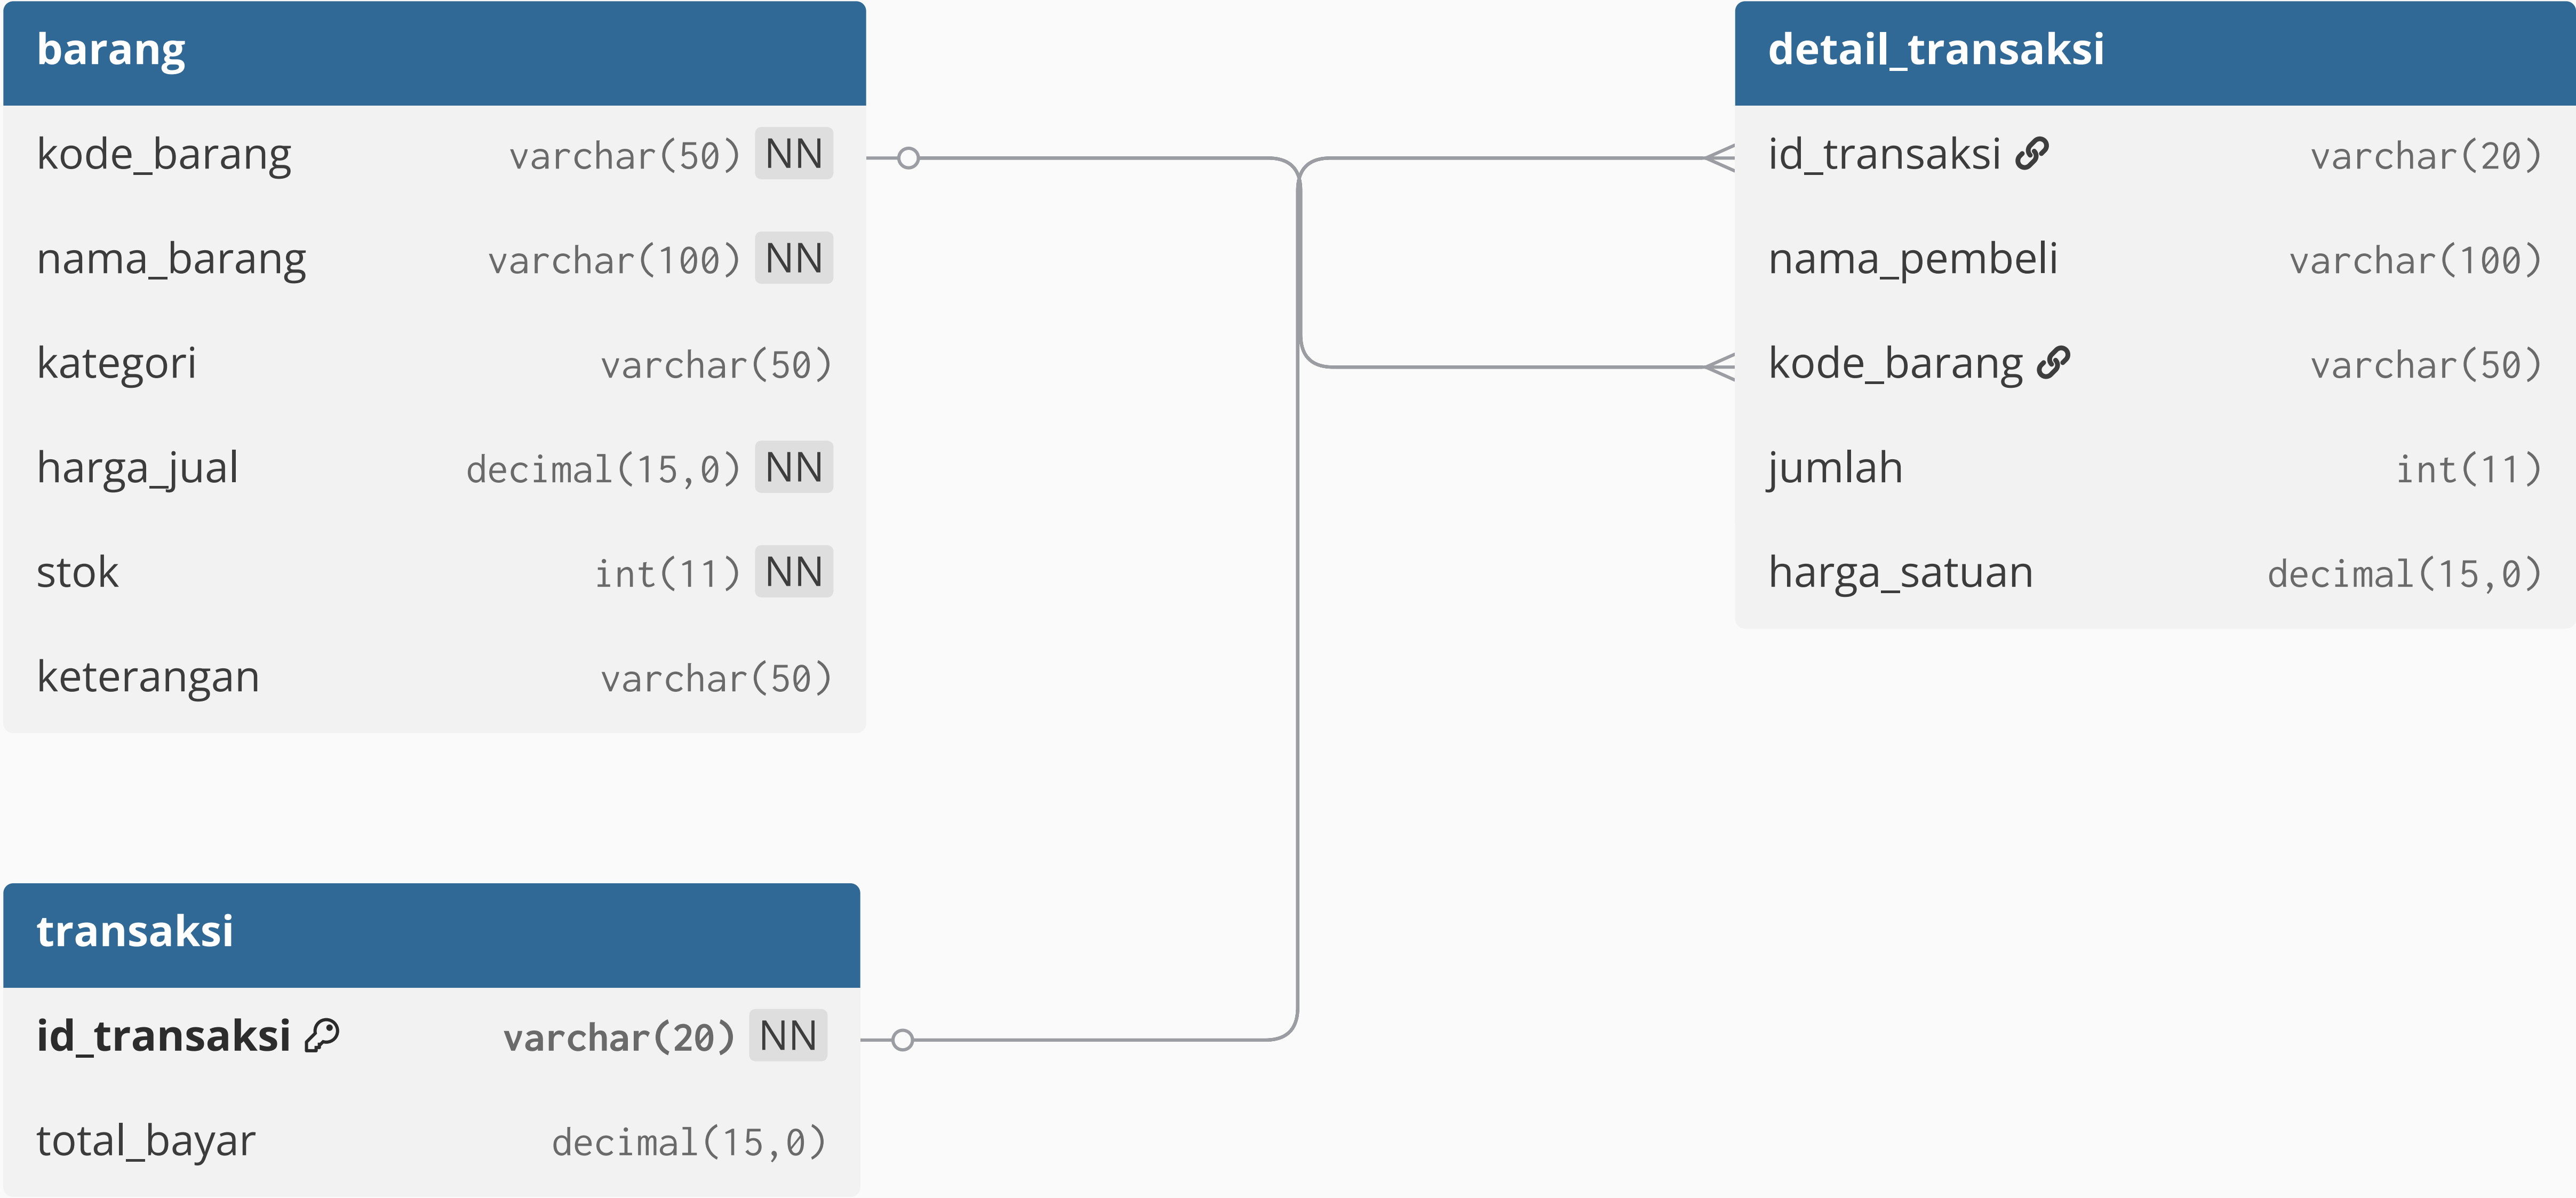 barang
kode_barang varchar(50) NN
nama_barang varchar(100) NN
kategori varchar(50)
harga_jual decimal(15,0) NN
stok int(11) NN
keterangan varchar(50)
detail_transaksi
id_transaksi varchar(20)
nama_pembeli varchar(100)
kode_barang varchar(50)
jumlah int(11)
harga_satuan decimal(15,0)
transaksi
id_transaksi varchar(20) NN
total_bayar decimal(15,0)